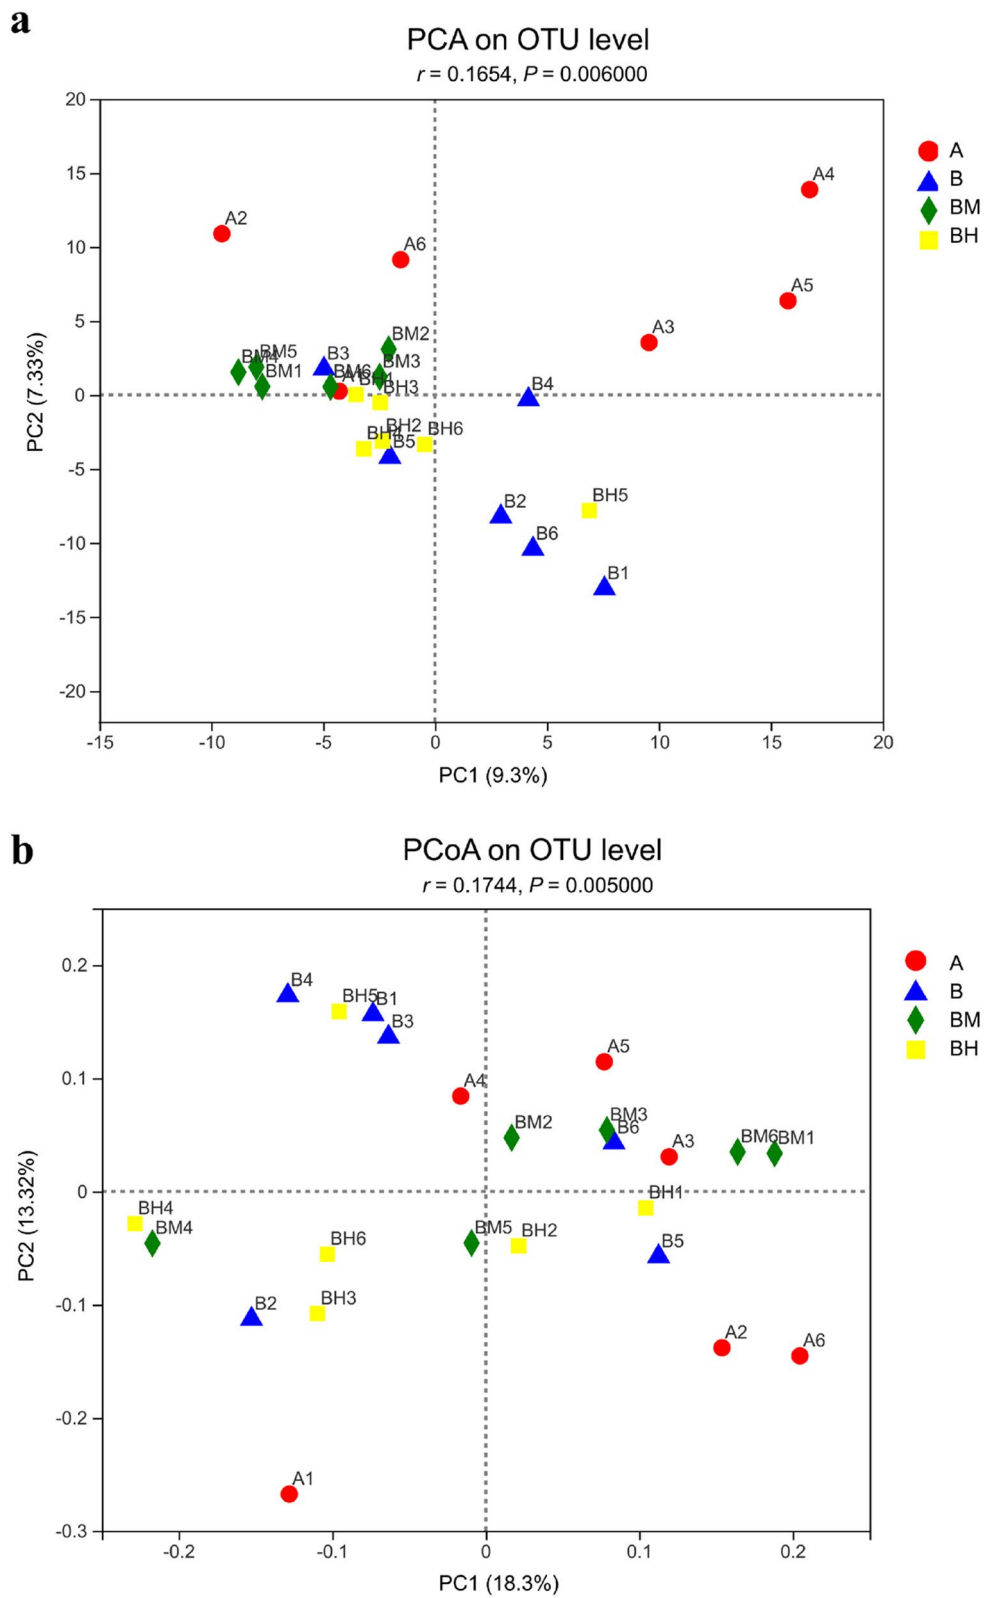 a
PCA on OTU level
r = 0.1654, P = 0.006000
20
15
10
5
0
-5
-10
-15
-20
PC2 (7.33%)
A4
A2
A6
A5
A3
BM2
B3
BM5
BM4
BM3
BM1
BM6
BH1
BH3
B4
BH2
BH6
BH4
B5
BH5
B2
B6
B1
A
B
BM
BH
-15
-10
-5
0
5
10
15
20
PC1 (9.3%)
b
PCoA on OTU level
r = 0.1744, P = 0.005000
0.2
0.1
0
-0.1
-0.2
-0.3
PC2 (13.32%)
B4
BH5
B1
B3
A5
A4
BM3
BM2
B6
A3
BM6
BM1
BH1
BH4
BM4
BM5
BH2
BH6
B5
BH3
B2
A2
A6
A1
A
B
BM
BH
-0.2
-0.1
0
0.1
0.2
PC1 (18.3%)